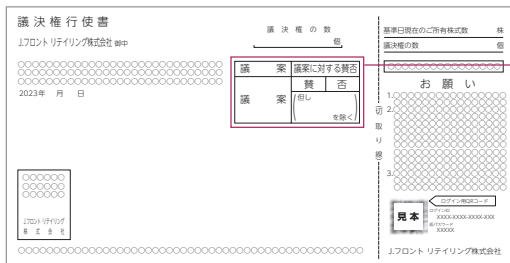 議決権行使書
J.フロント リテイリング株式会社 御中
議決権の数
個
○○○○○○○○○○○○○○○○○○○○○○○○○
○○○○○○○○○○○○○○○○○○○○○○○○○
○○○○○○○○○○○○○○○○○○○○○○○○○
2023年 月 日
議案 議案に対する賛否
賛 否
議案
(但し
を除く)
○○○○○○
○○○○○○
○○○○○○
J.フロント リテイリング
株式会社
○○○○○○○○○○○○○○○○○○○○○○○○○○○○○○○○○○○○○○○○○○○○○○○○○
切取り線
基準日現在のご所有株式数 株
議決権の数 個
○○○○○○○○○○○○○○○○○○○○
お願い
1.
2.
3.
見本
ログイン用QRコード
ログインID
XXXX-XXXX-XXXX-XXX
仮パスワード
XXXXX
J.フロント リテイリング株式会社